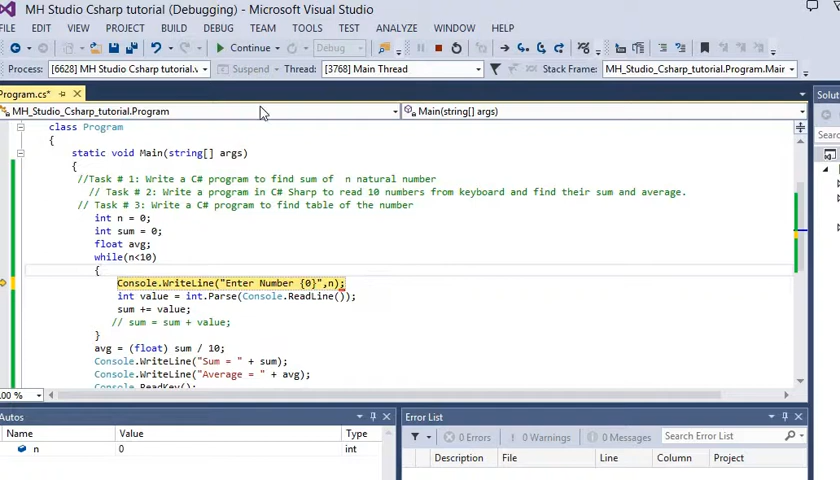 MH Studio Csharp tutorial (Debugging) - Microsoft Visual Studio
FILE EDIT VIEW PROJECT BUILD DEBUG TEAM TOOLS TEST ANALYZE WINDOW HELP
Continue Debug
Process: [6628] MH Studio Csharp tutorial.v Suspend Thread: [3768] Main Thread Stack Frame: MH_Studio_Csharp_tutorial.Program.Main
Program.cs* Solut
MH_Studio_Csharp_tutorial.Program Main(string[] args)
Search
class Program
{
static void Main(string[] args)
{
//Task # 1: Write a C# program to find sum of n natural number
// Task # 2: Write a program in C# Sharp to read 10 numbers from keyboard and find their sum and average.
// Task # 3: Write a C# program to find table of the number
int n = 0;
int sum = 0;
float avg;
while(n<10)
{
Console.WriteLine("Enter Number {0}",n);
int value = int.Parse(Console.ReadLine());
sum += value;
// sum = sum + value;
}
avg = (float) sum / 10;
Console.WriteLine("Sum = " + sum);
Console.WriteLine("Average = " + avg);
Console.ReadKey();
00 %
Autos Error List
Name Value Type
0 Errors 0 Warnings 0 Messages Search Error List
n 0 int
Description File Line Column Project